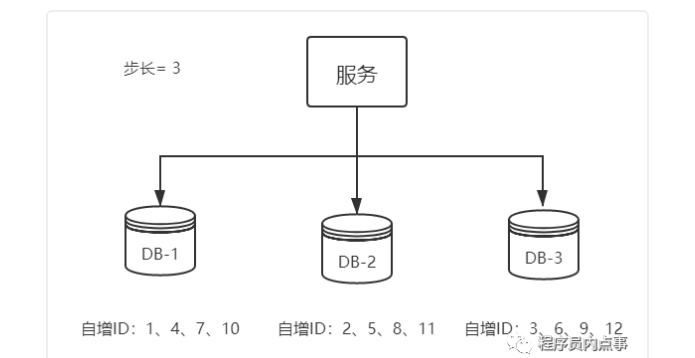 步长= 3
服务
DB-1
DB-2
DB-3
自增ID：1、4、7、10
自增ID：2、5、8、11
自增ID：3、6、9、12
程序员内点事